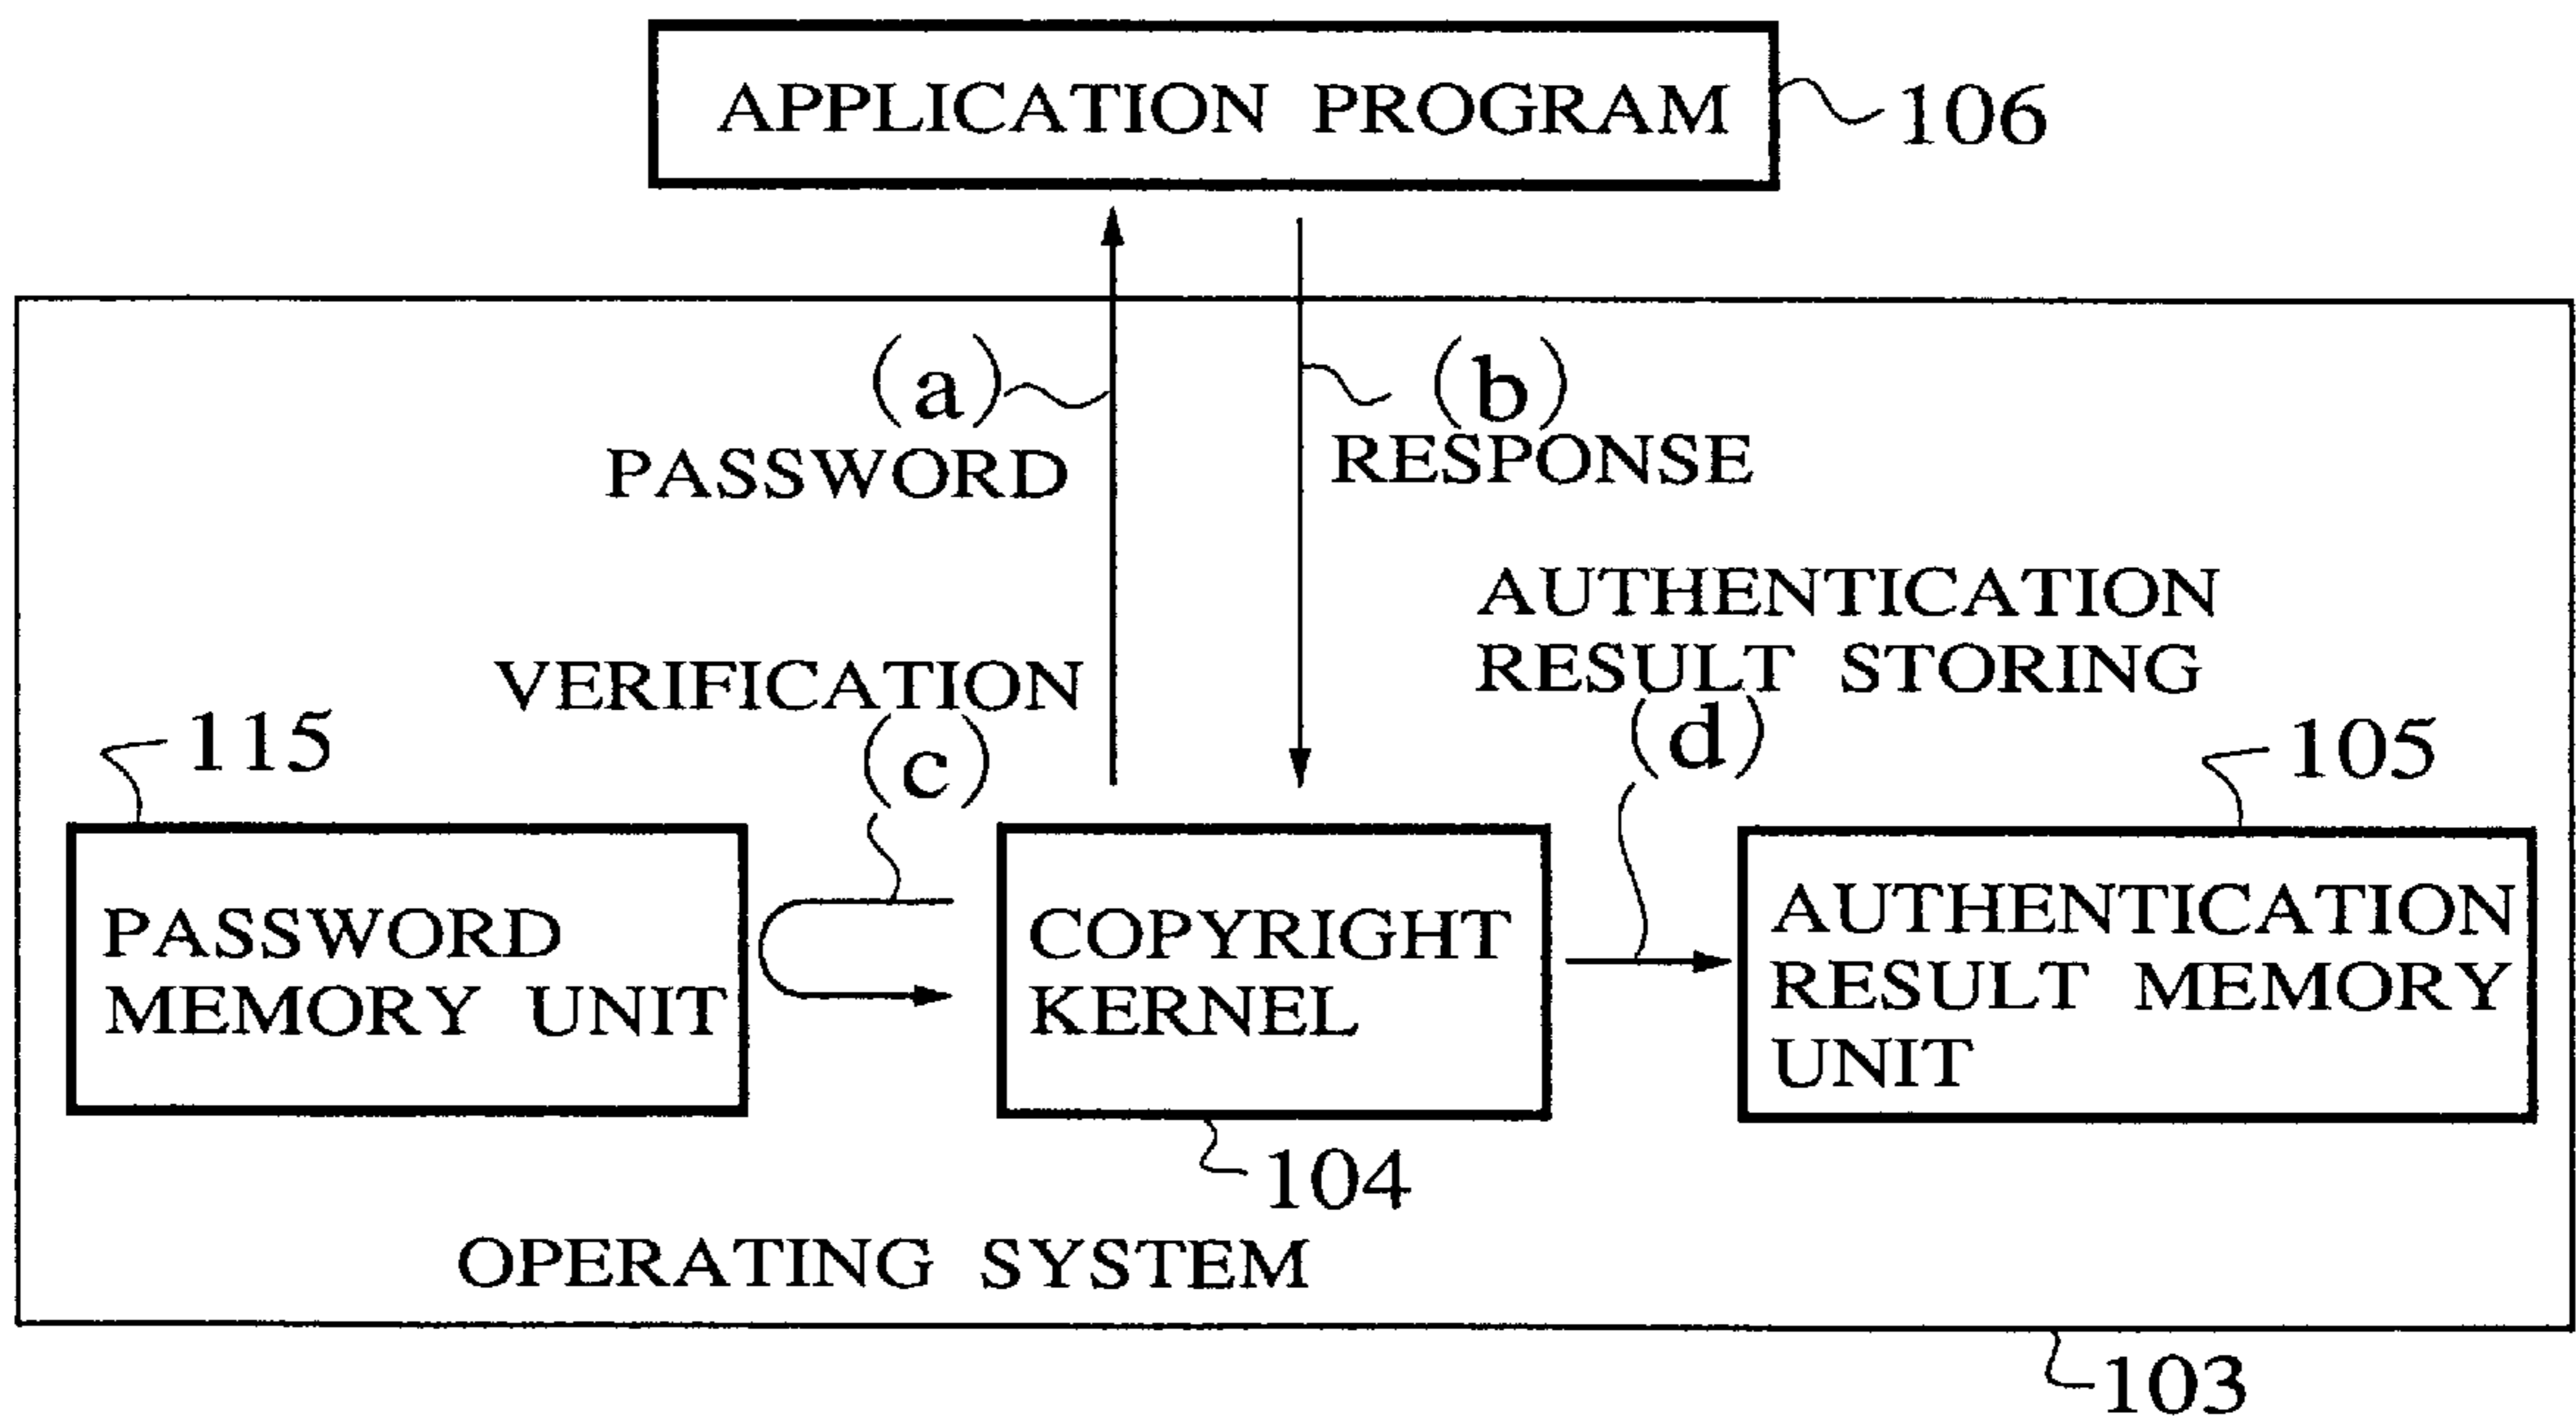 APPLICATION PROGRAM
106
(a)
PASSWORD
(b)
RESPONSE
AUTHENTICATION
RESULT STORING
(d)
VERIFICATION
(c)
115
105
PASSWORD
MEMORY UNIT
COPYRIGHT
KERNEL
AUTHENTICATION
RESULT MEMORY
UNIT
104
OPERATING SYSTEM
103